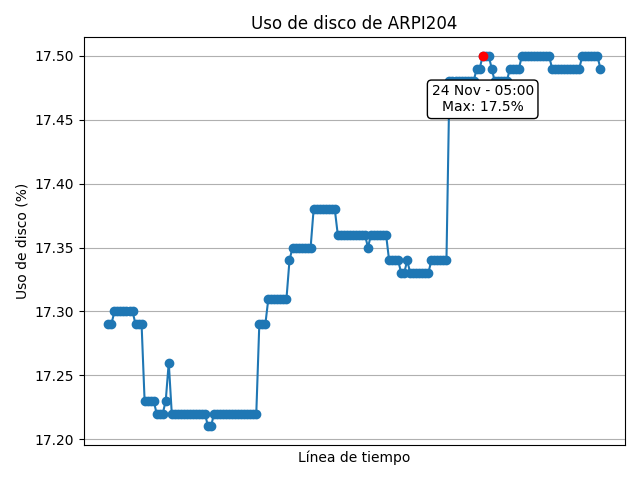 Uso de disco de ARPI204
17.50
17.45
17.40
17.35
17.30
17.25
17.20
Uso de disco (%)
24 Nov - 05:00
Max: 17.5%
Línea de tiempo